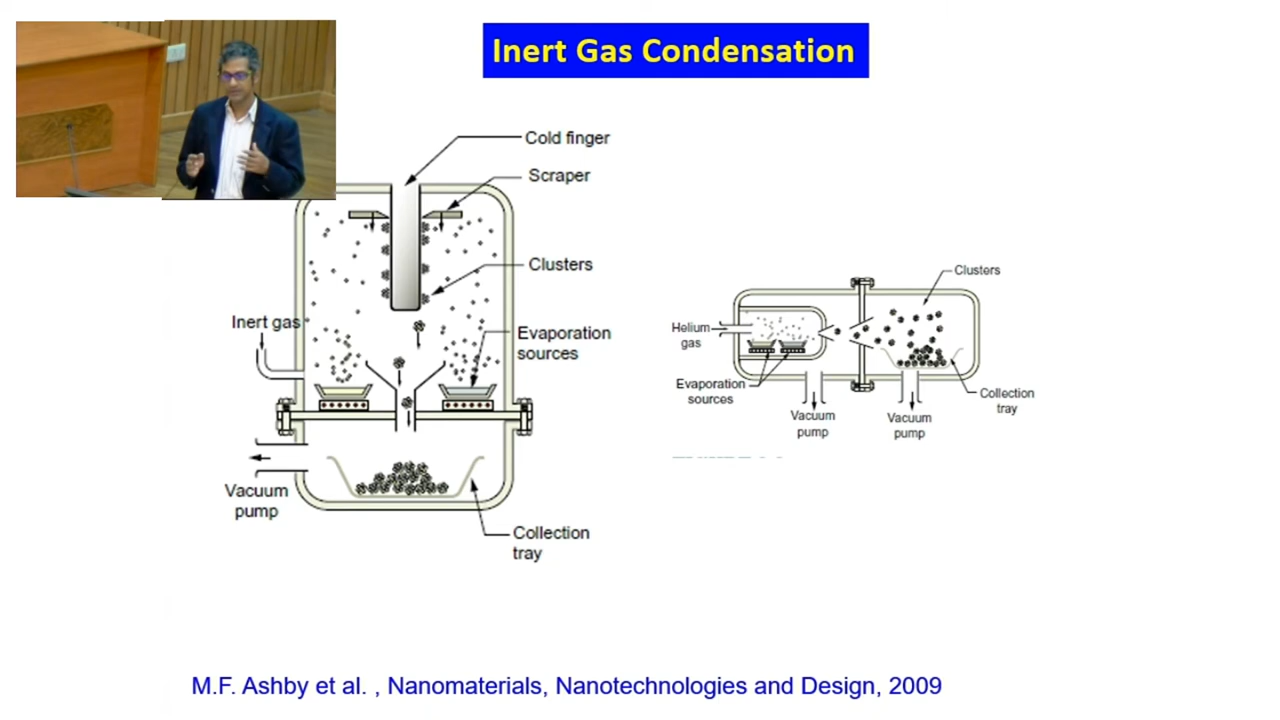 Inert Gas Condensation
Cold finger
Scraper
Clusters
Inert gas
Evaporation
sources
Vacuum
pump
Collection
tray
Clusters
Helium
gas
Evaporation
sources
Vacuum
pump
Vacuum
pump
Collection
tray
M.F. Ashby et al. , Nanomaterials, Nanotechnologies and Design, 2009